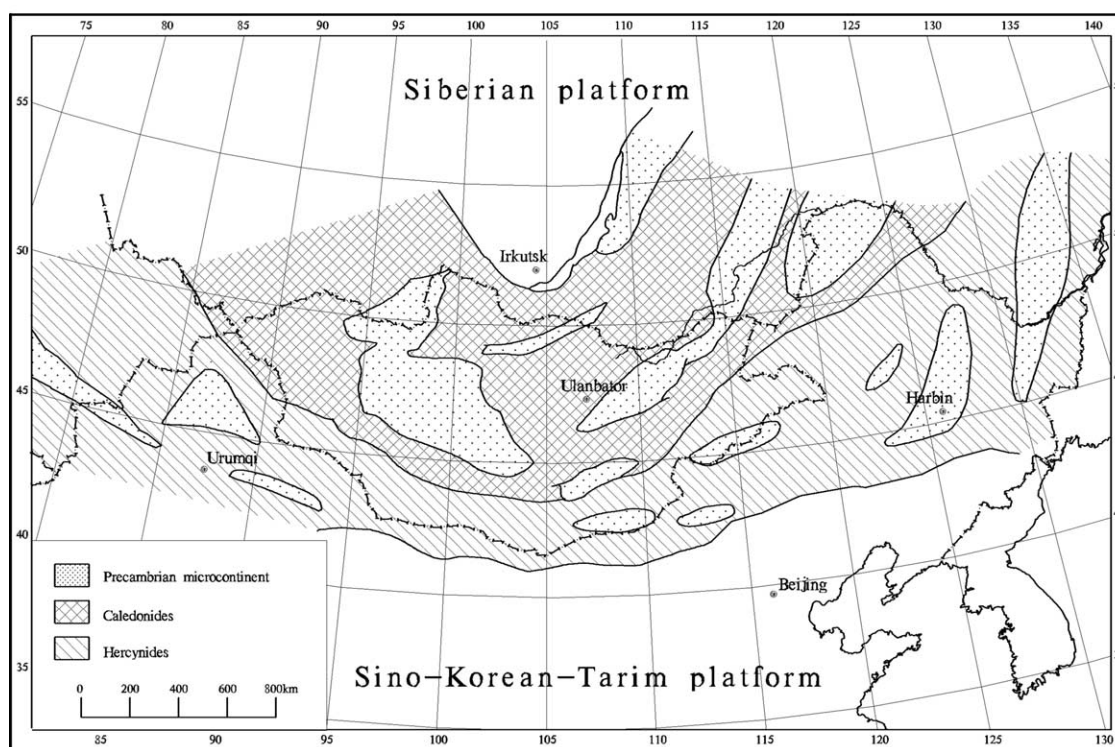 75 80 85 90 95 100 105 110 115 120 125 130 135 140
Siberian platform
55
50
Irkutsk
45
Ulanbator
Harbin
Urumqi
40
Precambrian microcontinent
Beijing
Caledonides
Hercynides
35
Sino-Korean-Tarim platform
0 200 400 600 800km
85 90 95 100 105 110 115 120 125 130